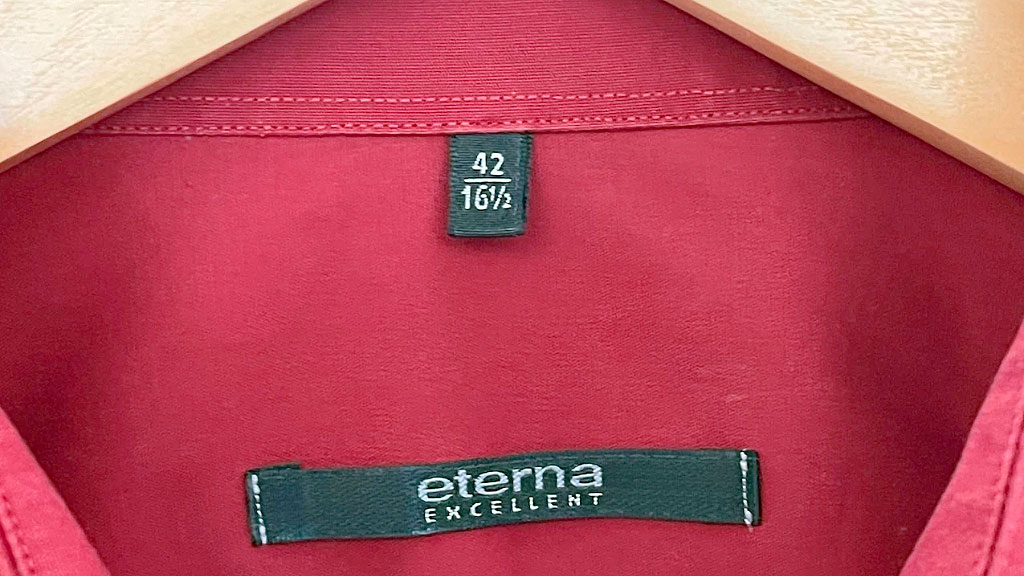 42
16½
eterna
EXCELLENT